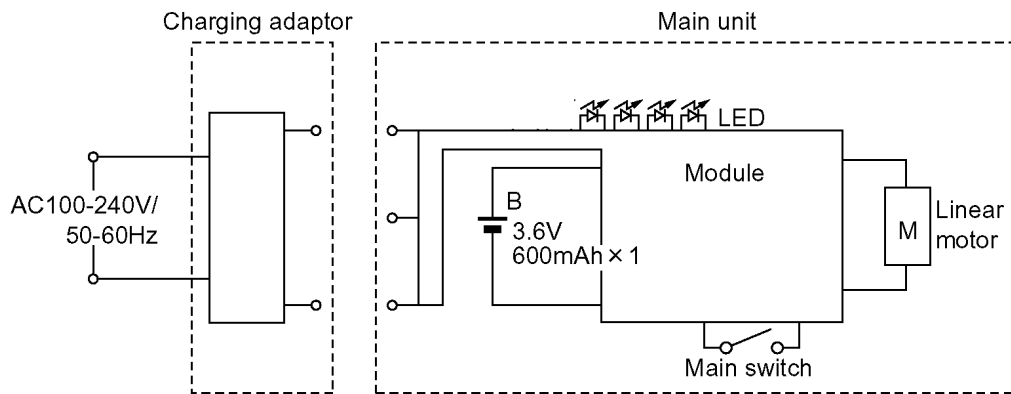 Charging adaptor
Main unit
LED
Module
AC100-240V/
50-60Hz
B
3.6V
600mAh × 1
M
Linear
motor
Main switch